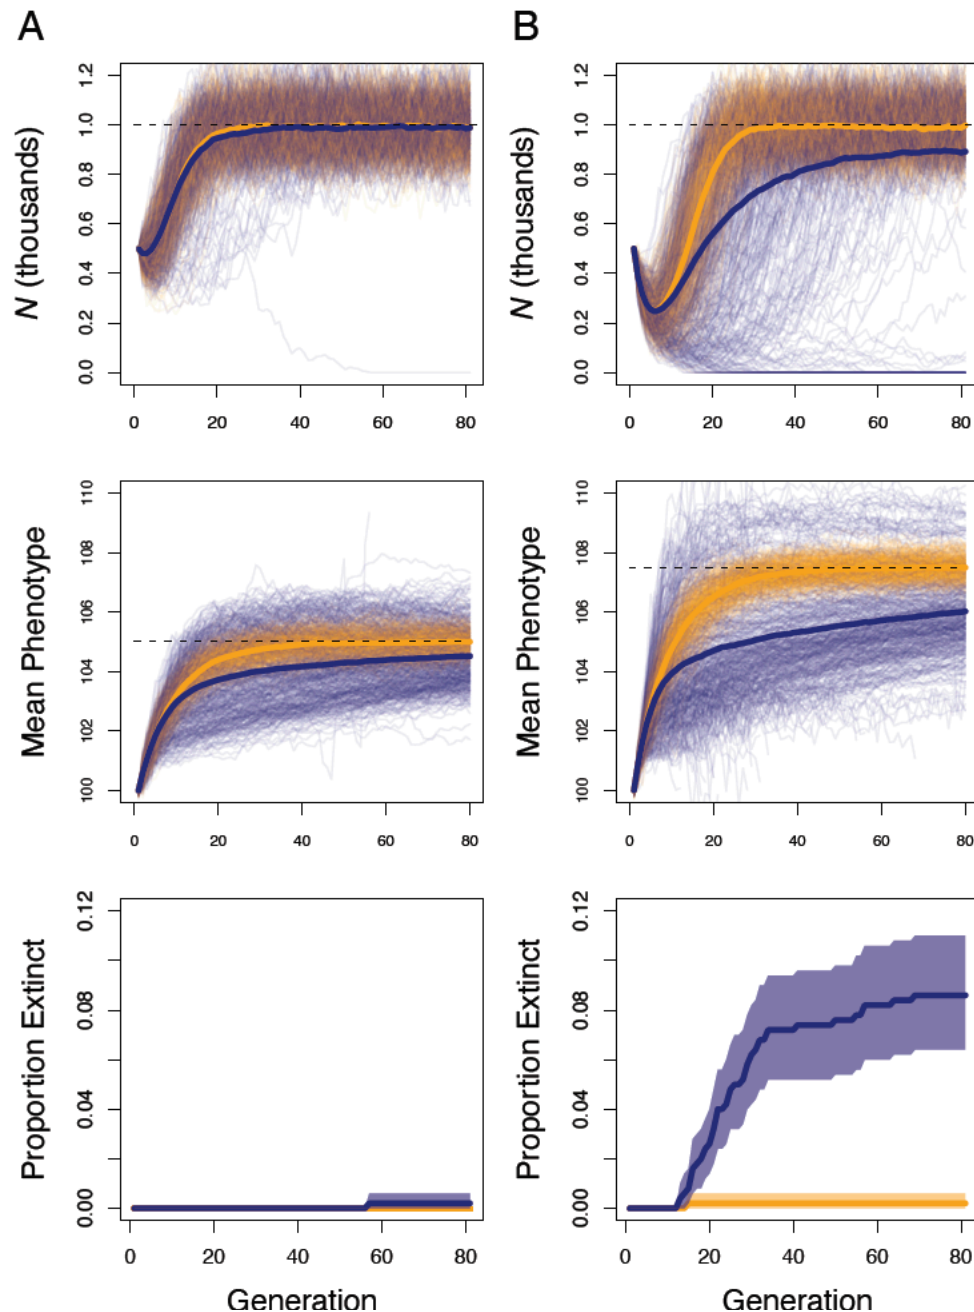 A
B
N (thousands)
1.2
1.0
0.8
0.6
0.4
0.2
0.0
0 20 40 60 80
N (thousands)
1.2
1.0
0.8
0.6
0.4
0.2
0.0
0 20 40 60 80
Mean Phenotype
110
108
106
104
102
100
0 20 40 60 80
Mean Phenotype
110
108
106
104
102
100
0 20 40 60 80
Proportion Extinct
0.12
0.08
0.04
0.00
0 20 40 60 80
Generation
Proportion Extinct
0.12
0.08
0.04
0.00
0 20 40 60 80
Generation